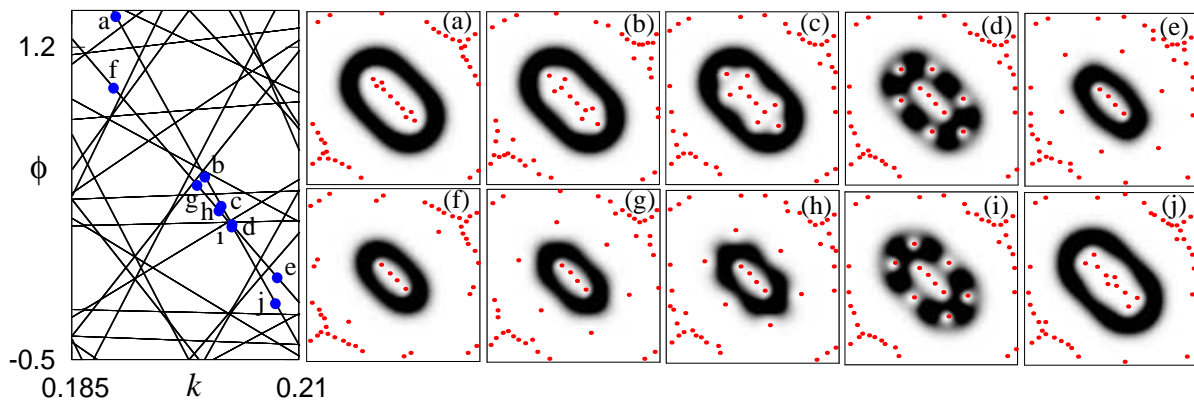 a
(a)
(b)
(c)
(d)
(e)
1.2
f
ϕ
b
g
c
h
d
i
e
j
(f)
(g)
(h)
(i)
(j)
-0.5
0.185
k
0.21